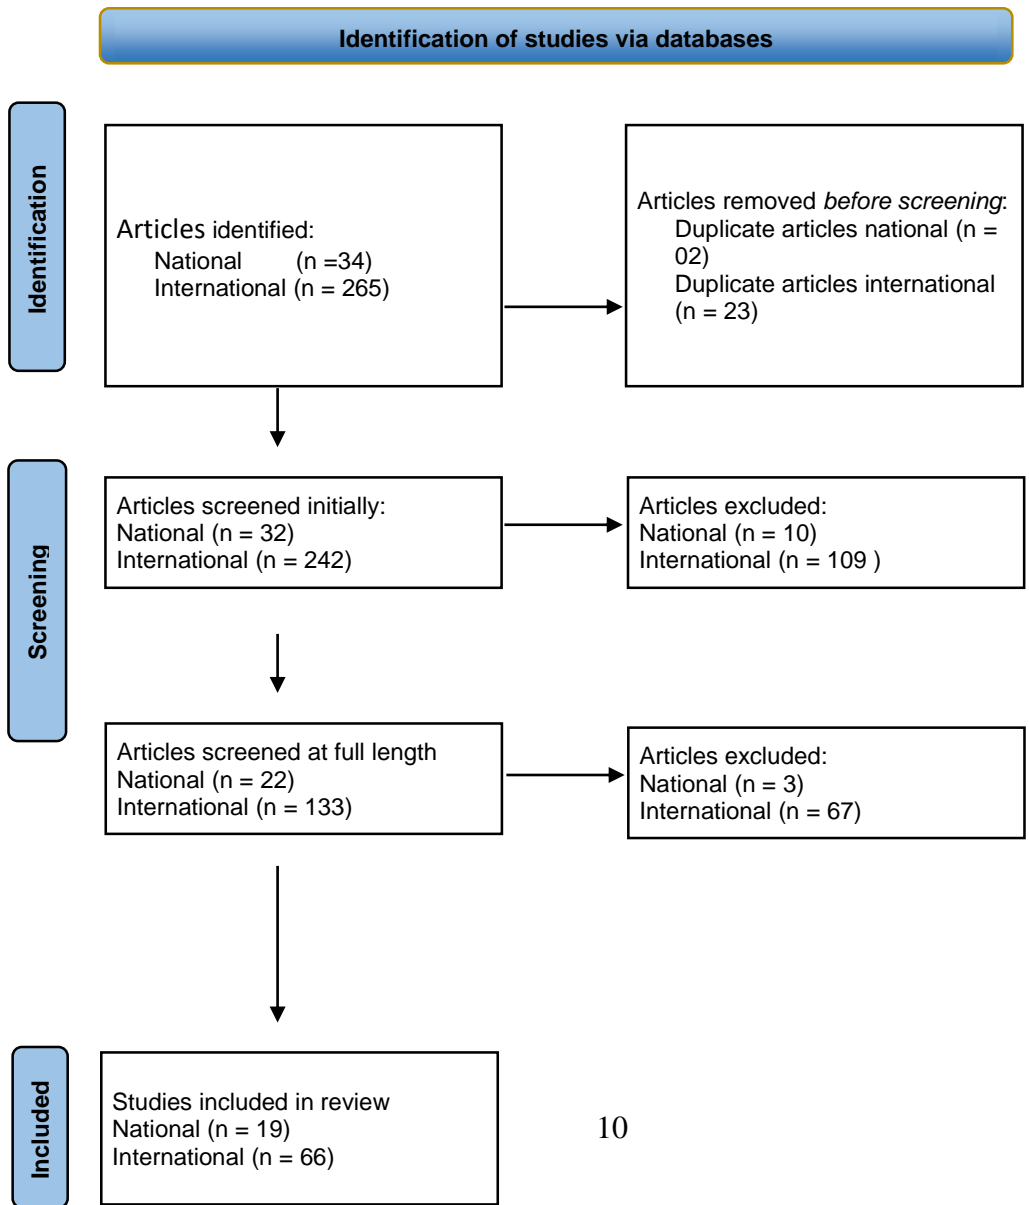 Identification of studies via databases
Identification
Articles identified:
National (n =34)
International (n = 265)
Articles removed before screening:
Duplicate articles national (n =
02)
Duplicate articles international
(n = 23)
Screening
Articles screened initially:
National (n = 32)
International (n = 242)
Articles excluded:
National (n = 10)
International (n = 109 )
Articles screened at full length
National (n = 22)
International (n = 133)
Articles excluded:
National (n = 3)
International (n = 67)
Included
Studies included in review
National (n = 19)
International (n = 66)
10